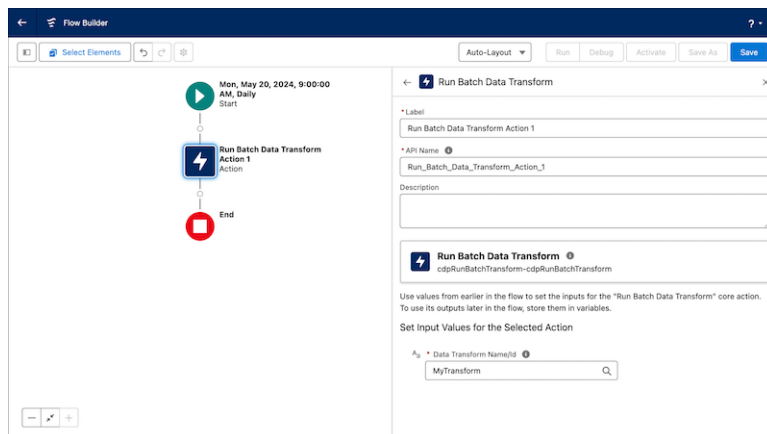 Flow Builder
?
Select Elements
Auto-Layout
Run
Debug
Activate
Save As
Save
Mon, May 20, 2024, 9:00:00
AM, Daily
Start
Run Batch Data Transform
Action 1
Action
End
Run Batch Data Transform
* Label
Run Batch Data Transform Action 1
* API Name
Run_Batch_Data_Transform_Action_1
Description
Run Batch Data Transform
cdpRunBatchTransform-cdpRunBatchTransform
Use values from earlier in the flow to set the inputs for the "Run Batch Data Transform" core action.
To use its outputs later in the flow, store them in variables.
Set Input Values for the Selected Action
Aa * Data Transform Name/Id
MyTransform